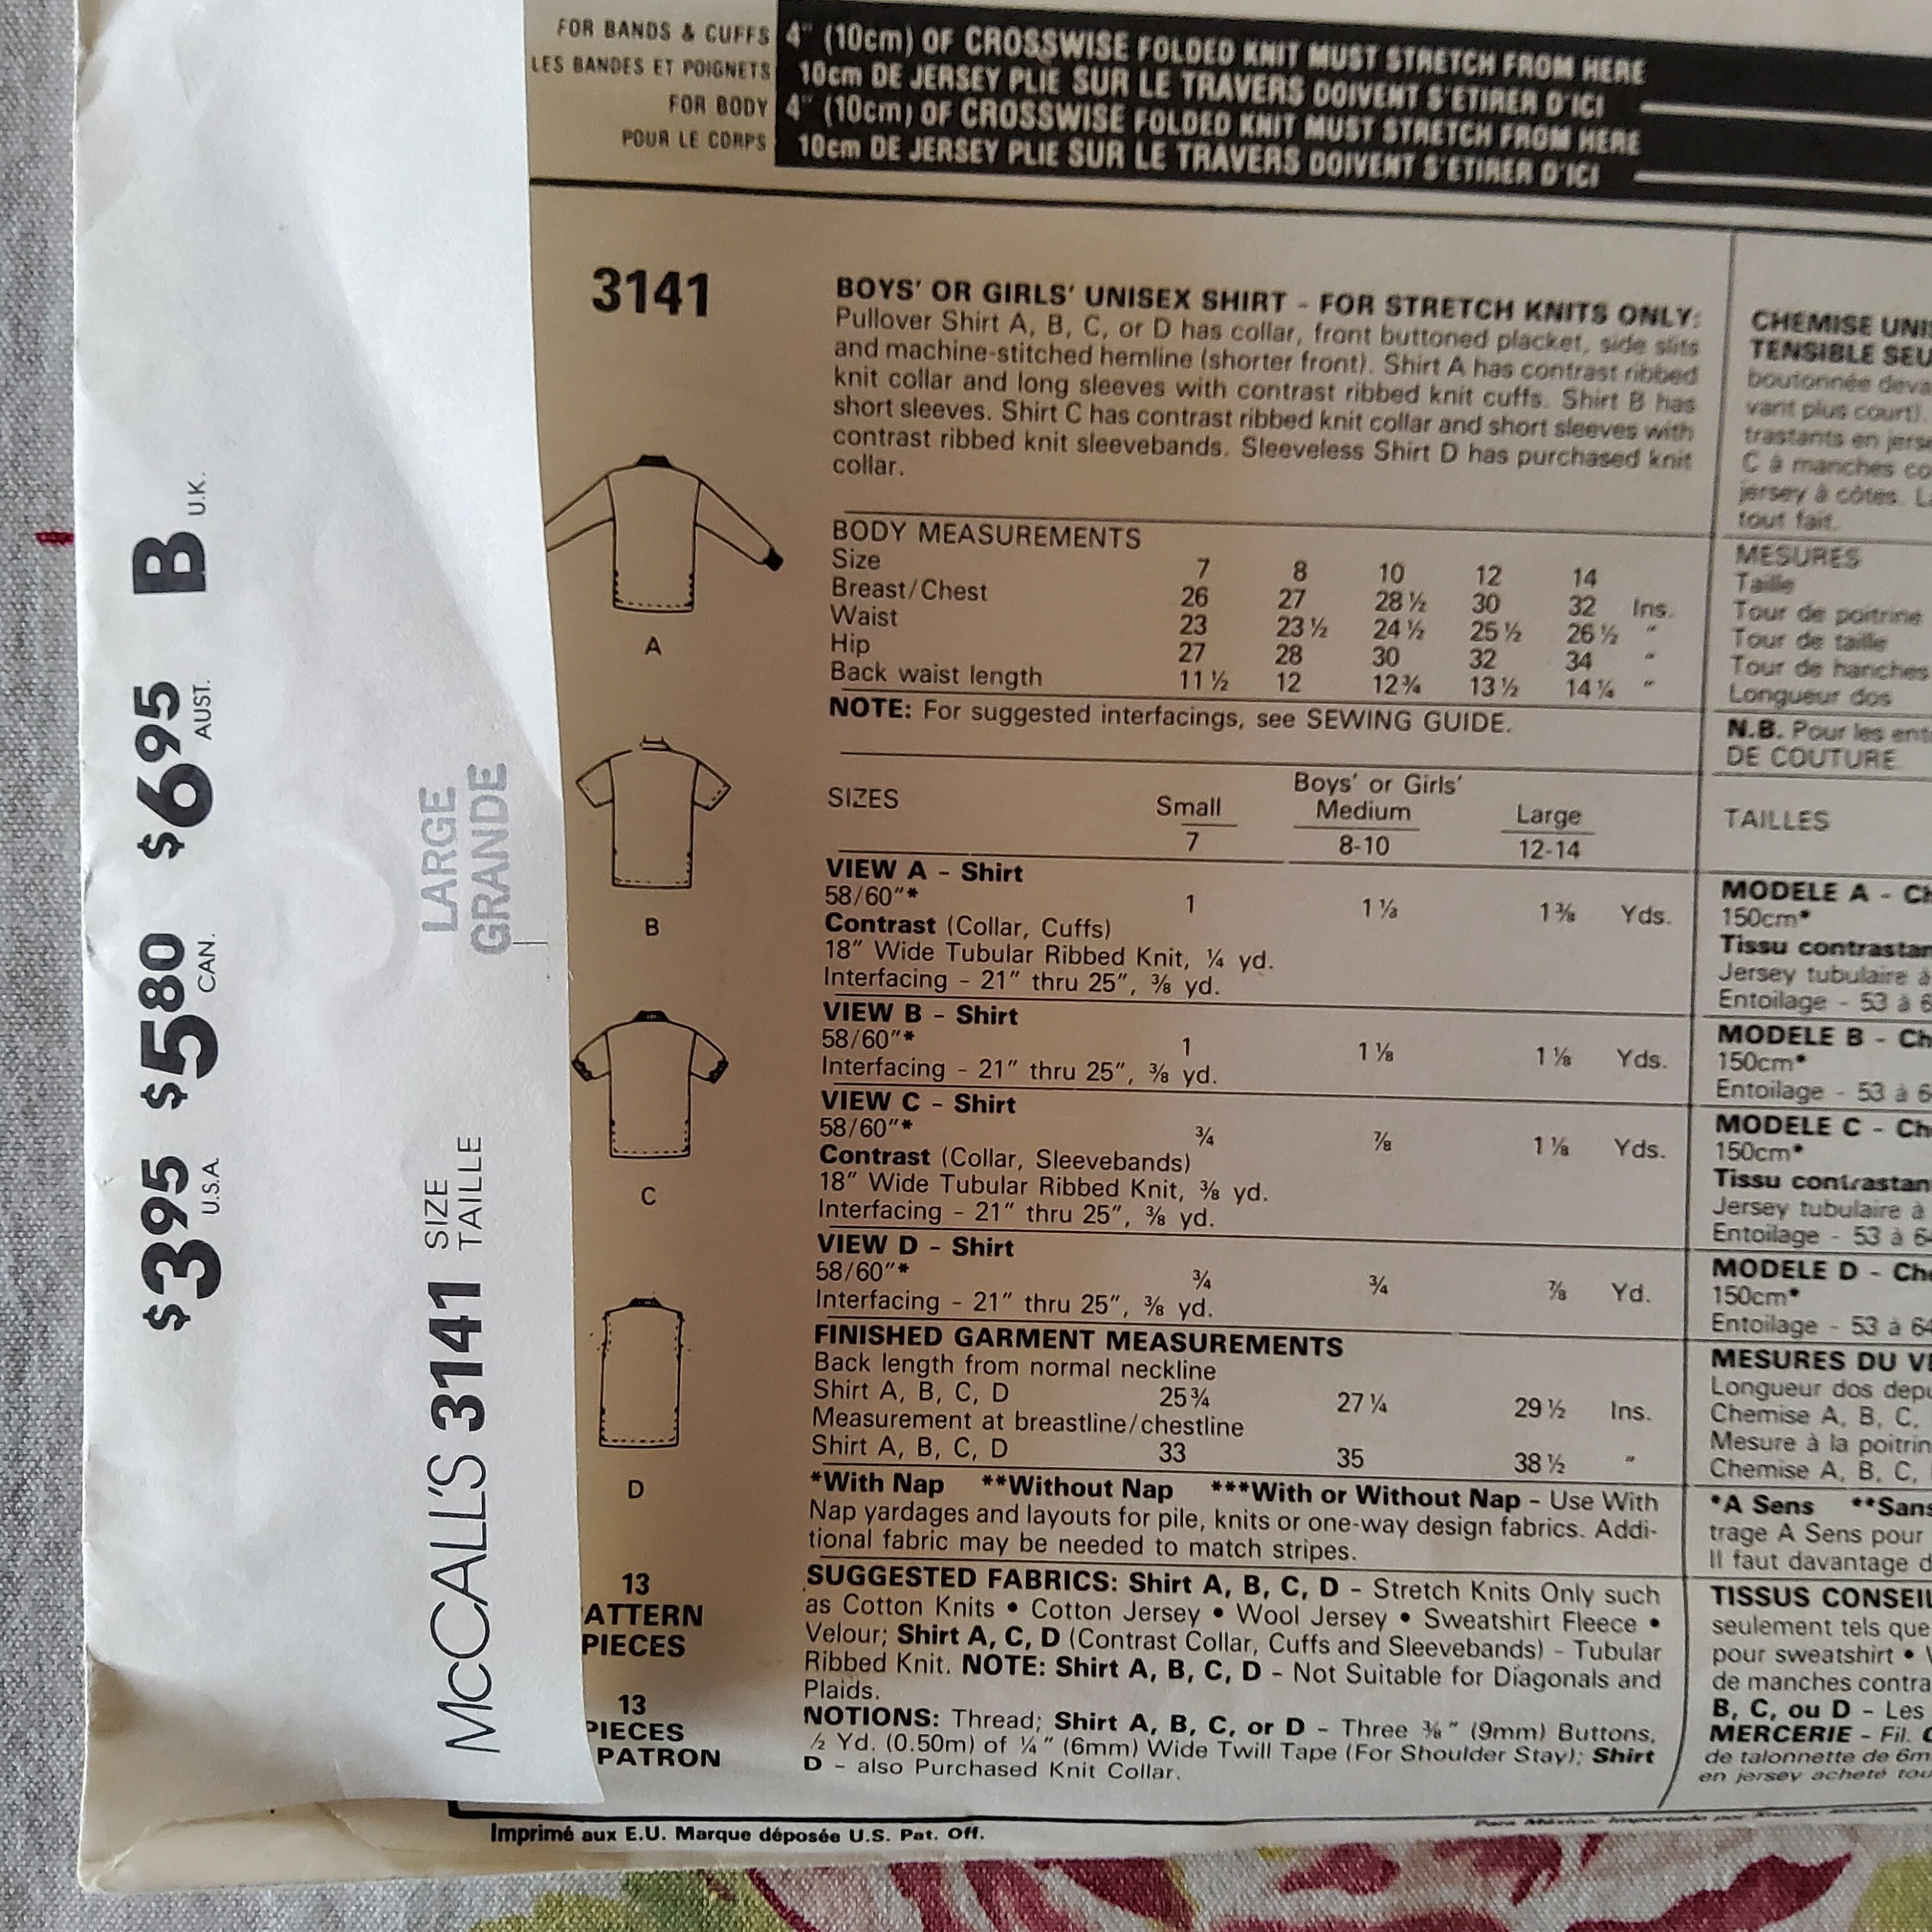 FOR BANDS & CUFFS 4" (10cm) OF CROSSWISE FOLDED KNIT MUST STRETCH FROM HERE
LES BANDES ET POIGNETS 10cm DE JERSEY PLIE SUR LE TRAVERS DOIVENT S'ETIRER D'ICI
FOR BODY 4" (10cm) OF CROSSWISE FOLDED KNIT MUST STRETCH FROM HERE
POUR LE CORPS 10cm DE JERSEY PLIE SUR LE TRAVERS DOIVENT S'ETIRER D'ICI
$3 95 U.S.A. $5 80 CAN. $6 95 AUST. B U.K.
McCALL'S 3141 SIZE TAILLE
LARGE
GRANDE
3141
A
B
C
D
13
ATTERN
PIECES
13
PIECES
PATRON
BOYS' OR GIRLS' UNISEX SHIRT - FOR STRETCH KNITS ONLY:
Pullover Shirt A, B, C, or D has collar, front buttoned placket, side slits
and machine-stitched hemline (shorter front). Shirt A has contrast ribbed
knit collar and long sleeves with contrast ribbed knit cuffs. Shirt B has
short sleeves. Shirt C has contrast ribbed knit collar and short sleeves with
contrast ribbed knit sleevebands. Sleeveless Shirt D has purchased knit
collar.
BODY MEASUREMENTS
Size 7 8 10 12 14
Breast/Chest 26 27 28½ 30 32 Ins.
Waist 23 23½ 24½ 25½ 26½ "
Hip 27 28 30 32 34 "
Back waist length 11½ 12 12¾ 13½ 14¼ "
NOTE: For suggested interfacings, see SEWING GUIDE.
Boys' or Girls'
SIZES Small Medium Large
7 8-10 12-14
VIEW A - Shirt
58/60"* 1 1⅓ 1⅜ Yds.
Contrast (Collar, Cuffs)
18" Wide Tubular Ribbed Knit, ¼ yd.
Interfacing - 21" thru 25", ⅜ yd.
VIEW B - Shirt
58/60"* 1 1⅛ 1⅛ Yds.
Interfacing - 21" thru 25", ⅜ yd.
VIEW C - Shirt
58/60"* ¾ ⅞ 1⅛ Yds.
Contrast (Collar, Sleevebands)
18" Wide Tubular Ribbed Knit, ⅜ yd.
Interfacing - 21" thru 25", ⅜ yd.
VIEW D - Shirt
58/60"* ¾ ¾ ⅞ Yd.
Interfacing - 21" thru 25", ⅜ yd.
FINISHED GARMENT MEASUREMENTS
Back length from normal neckline
Shirt A, B, C, D 25¾ 27¼ 29½ Ins.
Measurement at breastline/chestline
Shirt A, B, C, D 33 35 38½ "
*With Nap **Without Nap ***With or Without Nap - Use With
Nap yardages and layouts for pile, knits or one-way design fabrics. Addi-
tional fabric may be needed to match stripes.
SUGGESTED FABRICS: Shirt A, B, C, D - Stretch Knits Only such
as Cotton Knits • Cotton Jersey • Wool Jersey • Sweatshirt Fleece •
Velour; Shirt A, C, D (Contrast Collar, Cuffs and Sleevebands) - Tubular
Ribbed Knit. NOTE: Shirt A, B, C, D - Not Suitable for Diagonals and
Plaids.
NOTIONS: Thread; Shirt A, B, C, or D - Three ⅜" (9mm) Buttons,
½ Yd. (0.50m) of ¼" (6mm) Wide Twill Tape (For Shoulder Stay); Shirt
D - also Purchased Knit Collar.
Imprimé aux E.U. Marque déposée U.S. Pat. Off.
CHEMISE UNIS
TENSIBLE SEU
boutonnée deva
vant plus court).
trastants en jerse
C à manches co
jersey à côtes. La
tout fait.
MESURES
Taille
Tour de poitrine
Tour de taille
Tour de hanches
Longueur dos
N.B. Pour les ent
DE COUTURE
TAILLES
MODELE A - Ch
150cm*
Tissu contrastan
Jersey tubulaire à
Entoilage - 53 à 6
MODELE B - Ch
150cm*
Entoilage - 53 à 6
MODELE C - Ch
150cm*
Tissu contrastan
Jersey tubulaire à
Entoilage - 53 à 64
MODELE D - Che
150cm*
Entoilage - 53 à 64
MESURES DU VE
Longueur dos depu
Chemise A, B, C,
Mesure à la poitrin
Chemise A, B, C,
*A Sens **Sans
trage A Sens pour
Il faut davantage d
TISSUS CONSEIL
seulement tels que
pour sweatshirt •
de manches contra
B, C, ou D - Les
MERCERIE - Fil.
de talonnette de 6m
en jersey acheté tou
Para México: Importado por